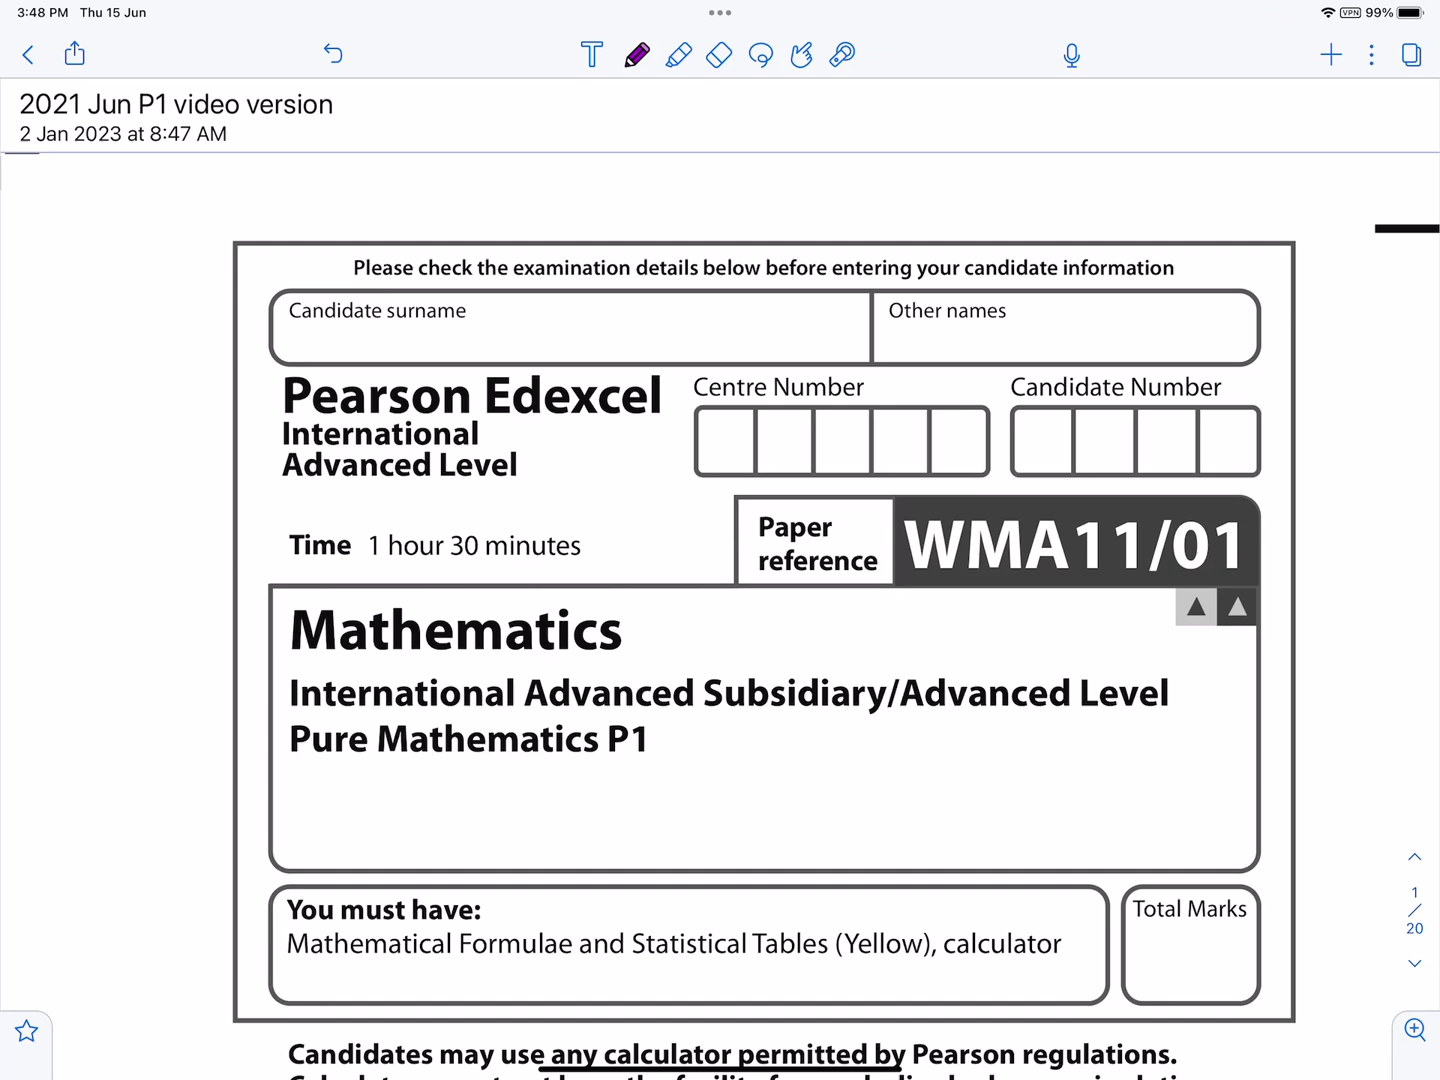 3:48 PM Thu 15 Jun
VPN 99%
T
2021 Jun P1 video version
2 Jan 2023 at 8:47 AM
Please check the examination details below before entering your candidate information
Candidate surname
Other names
Pearson Edexcel
International
Advanced Level
Centre Number
Candidate Number
Time 1 hour 30 minutes
Paper
reference
WMA11/01
Mathematics
International Advanced Subsidiary/Advanced Level
Pure Mathematics P1
You must have:
Mathematical Formulae and Statistical Tables (Yellow), calculator
Total Marks
1
/
20
Candidates may use any calculator permitted by Pearson regulations.